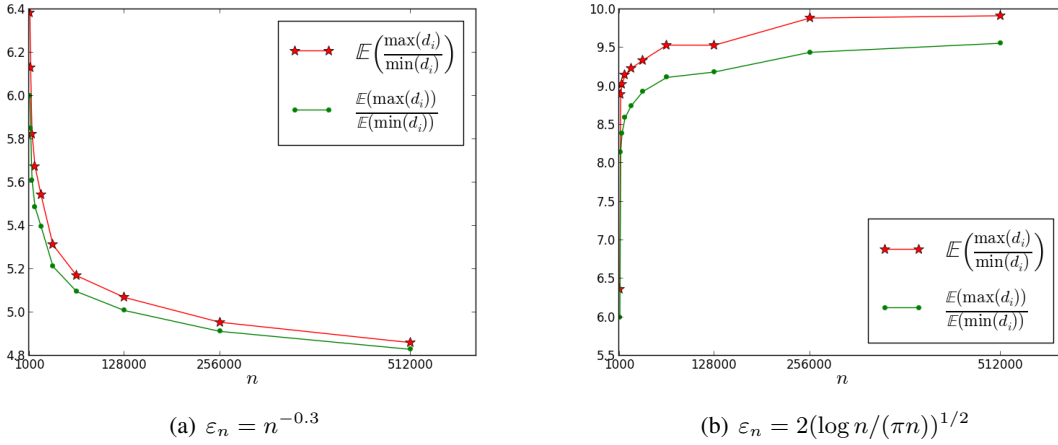 6.4
6.2
6.0
5.8
5.6
5.4
5.2
5.0
4.8
1000 128000 256000 512000
n
𝔼(max(d_i)/min(d_i))
𝔼(max(d_i))/𝔼(min(d_i))
(a) ε_n = n^{-0.3}
10.0
9.5
9.0
8.5
8.0
7.5
7.0
6.5
6.0
5.5
1000 128000 256000 512000
n
𝔼(max(d_i)/min(d_i))
𝔼(max(d_i))/𝔼(min(d_i))
(b) ε_n = 2(log n/(πn))^{1/2}